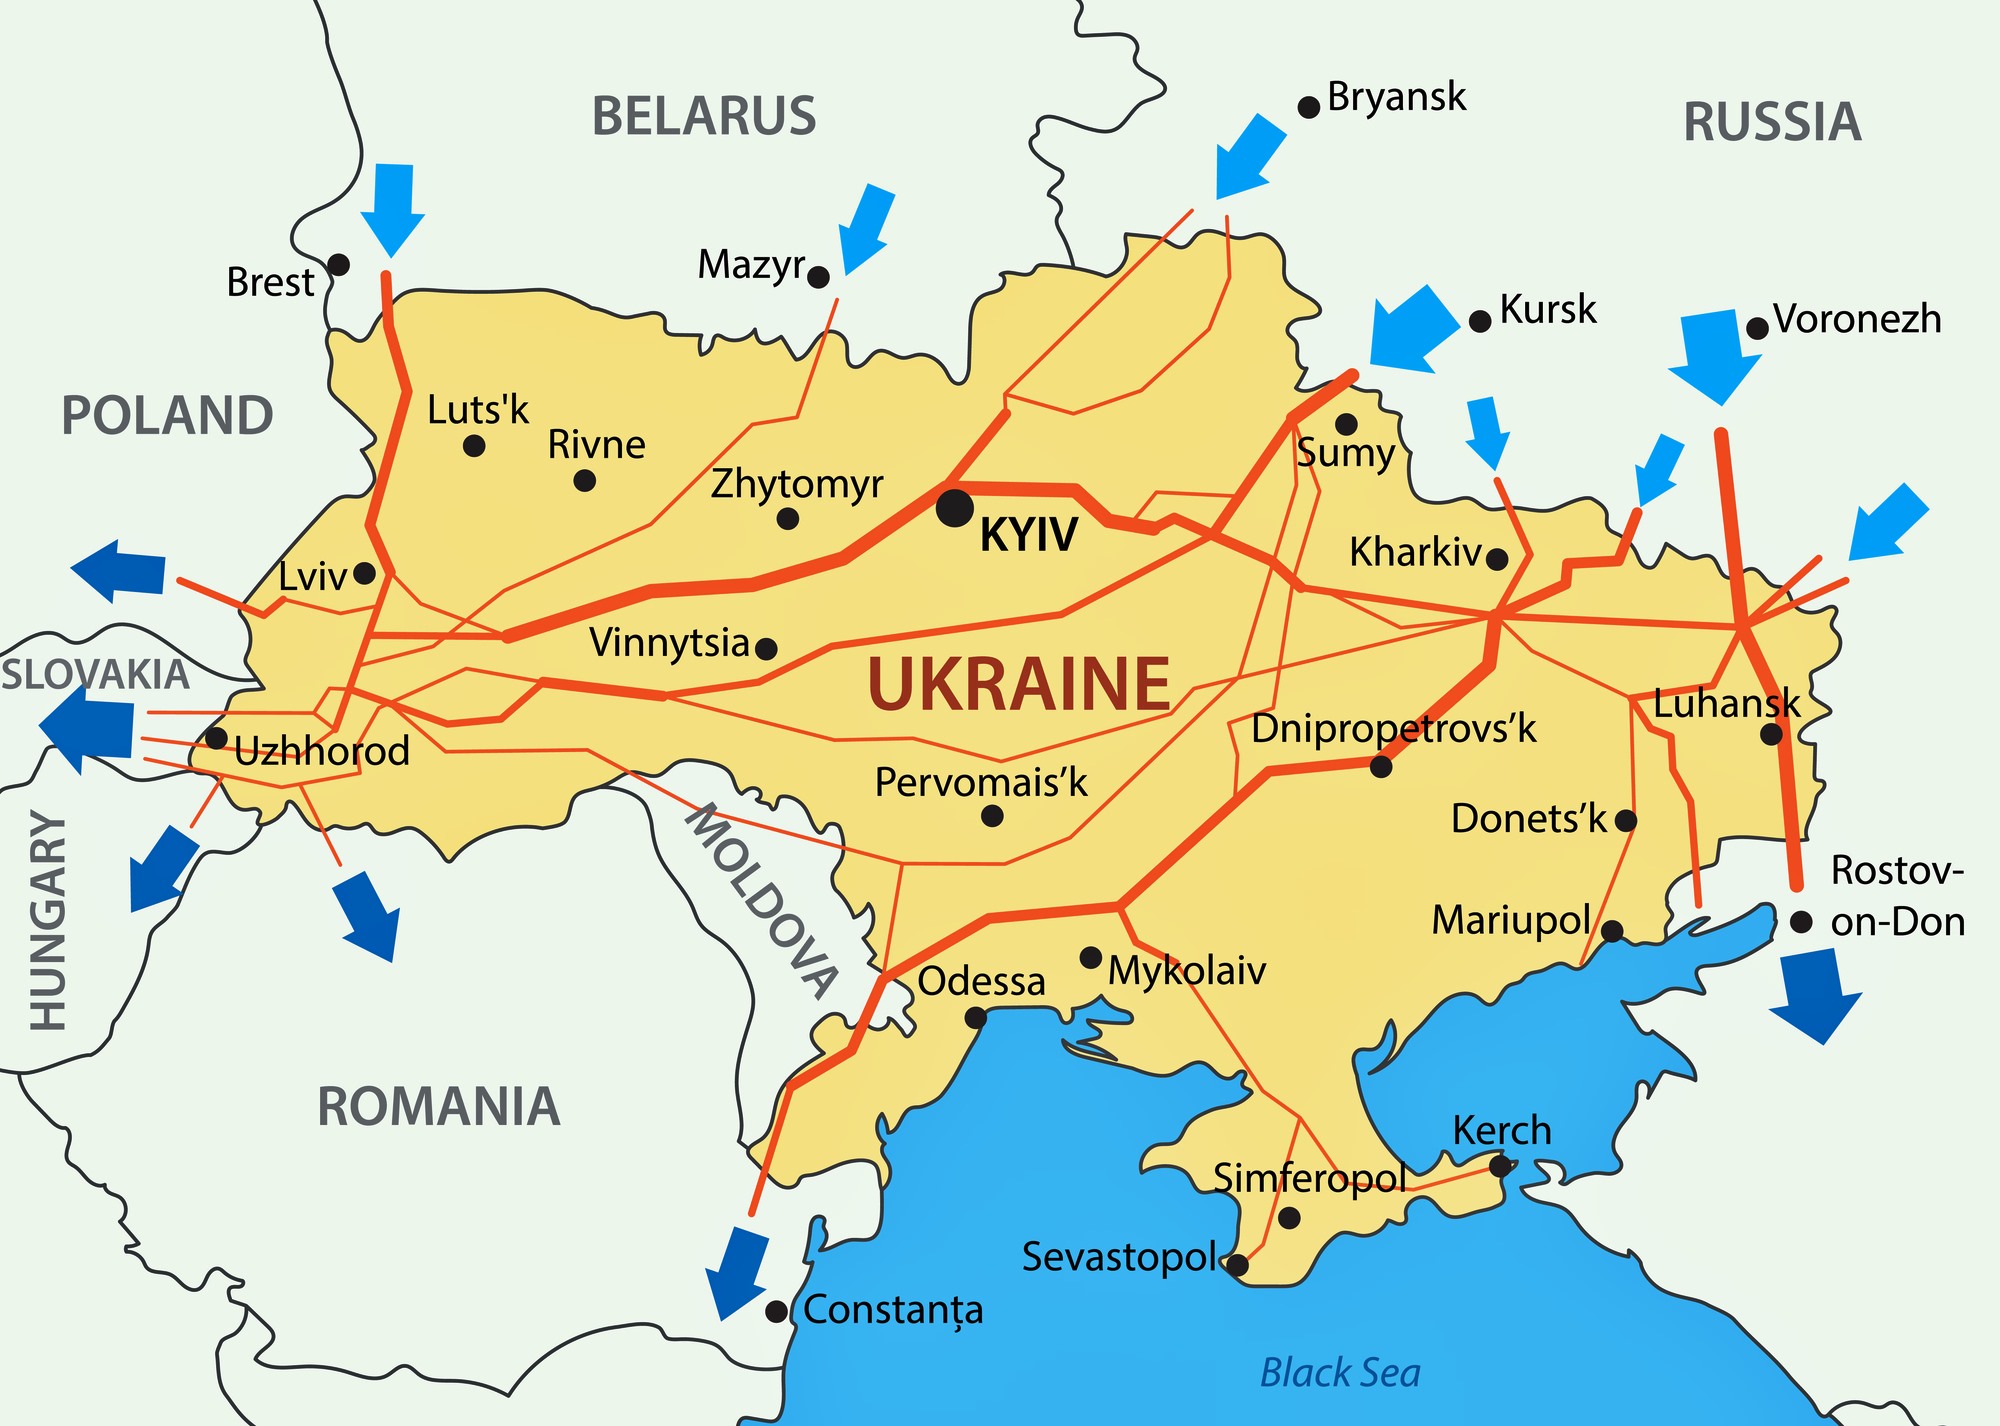 BELARUS
Bryansk
RUSSIA
Brest
Mazyr
Kursk
Voronezh
POLAND
Luts'k
Rivne
Zhytomyr
Sumy
KYIV
Kharkiv
Lviv
Vinnytsia
SLOVAKIA
UKRAINE
Luhansk
Uzhhorod
Dnipropetrovs’k
Pervomais’k
Donets’k
HUNGARY
MOLDOVA
Rostov-
on-Don
Mariupol
Odessa
Mykolaiv
ROMANIA
Kerch
Simferopol
Sevastopol
Constanța
Black Sea